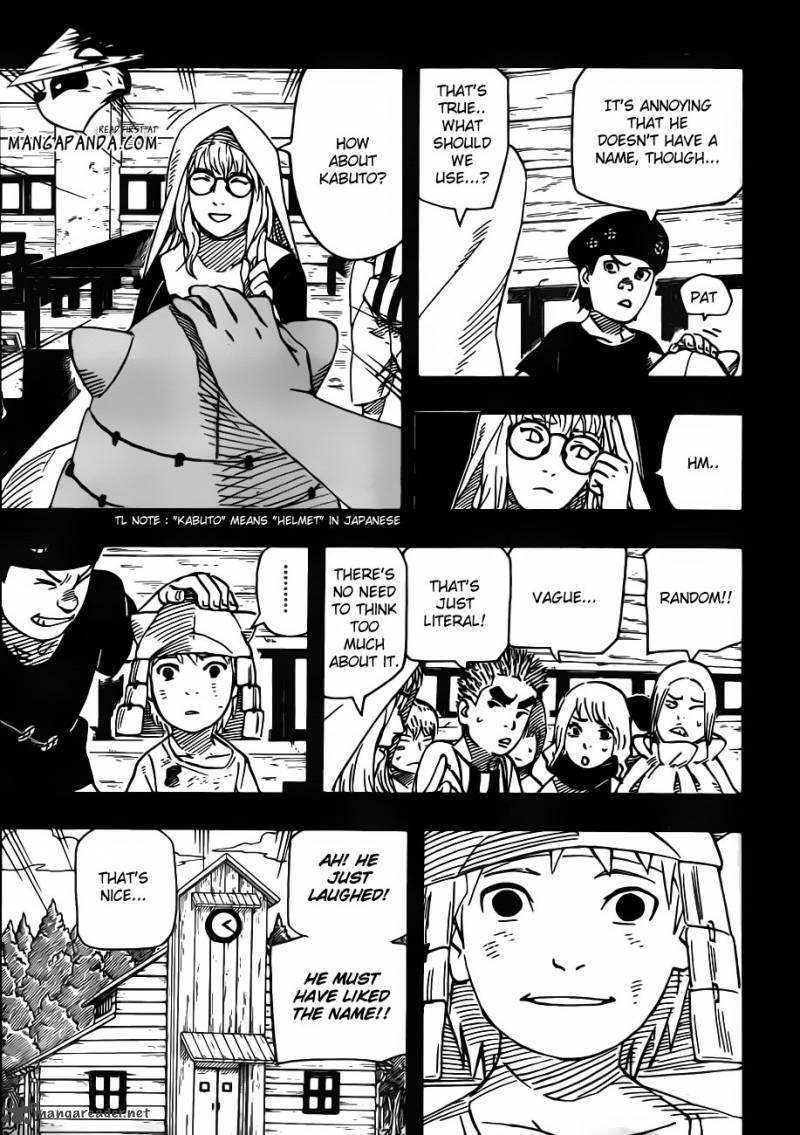 IT'S ANNOYING
THAT HE
DOESN'T HAVE A
NAME, THOUGH...
THAT'S
TRUE..
WHAT
SHOULD
WE
USE...?
PAT
HOW
ABOUT
KABUTO?
READ FIRST AT
MANGAPANDA.COM
HM..
TL NOTE : "KABUTO" MEANS "HELMET" IN JAPANESE
RANDOM!!
VAGUE...
THAT'S
JUST
LITERAL!
THERE'S
NO NEED
TO THINK
TOO
MUCH
ABOUT IT.
.........
AH! HE
JUST
LAUGHED!
HE MUST
HAVE LIKED
THE NAME!!
THAT'S
NICE...
mangareader.net